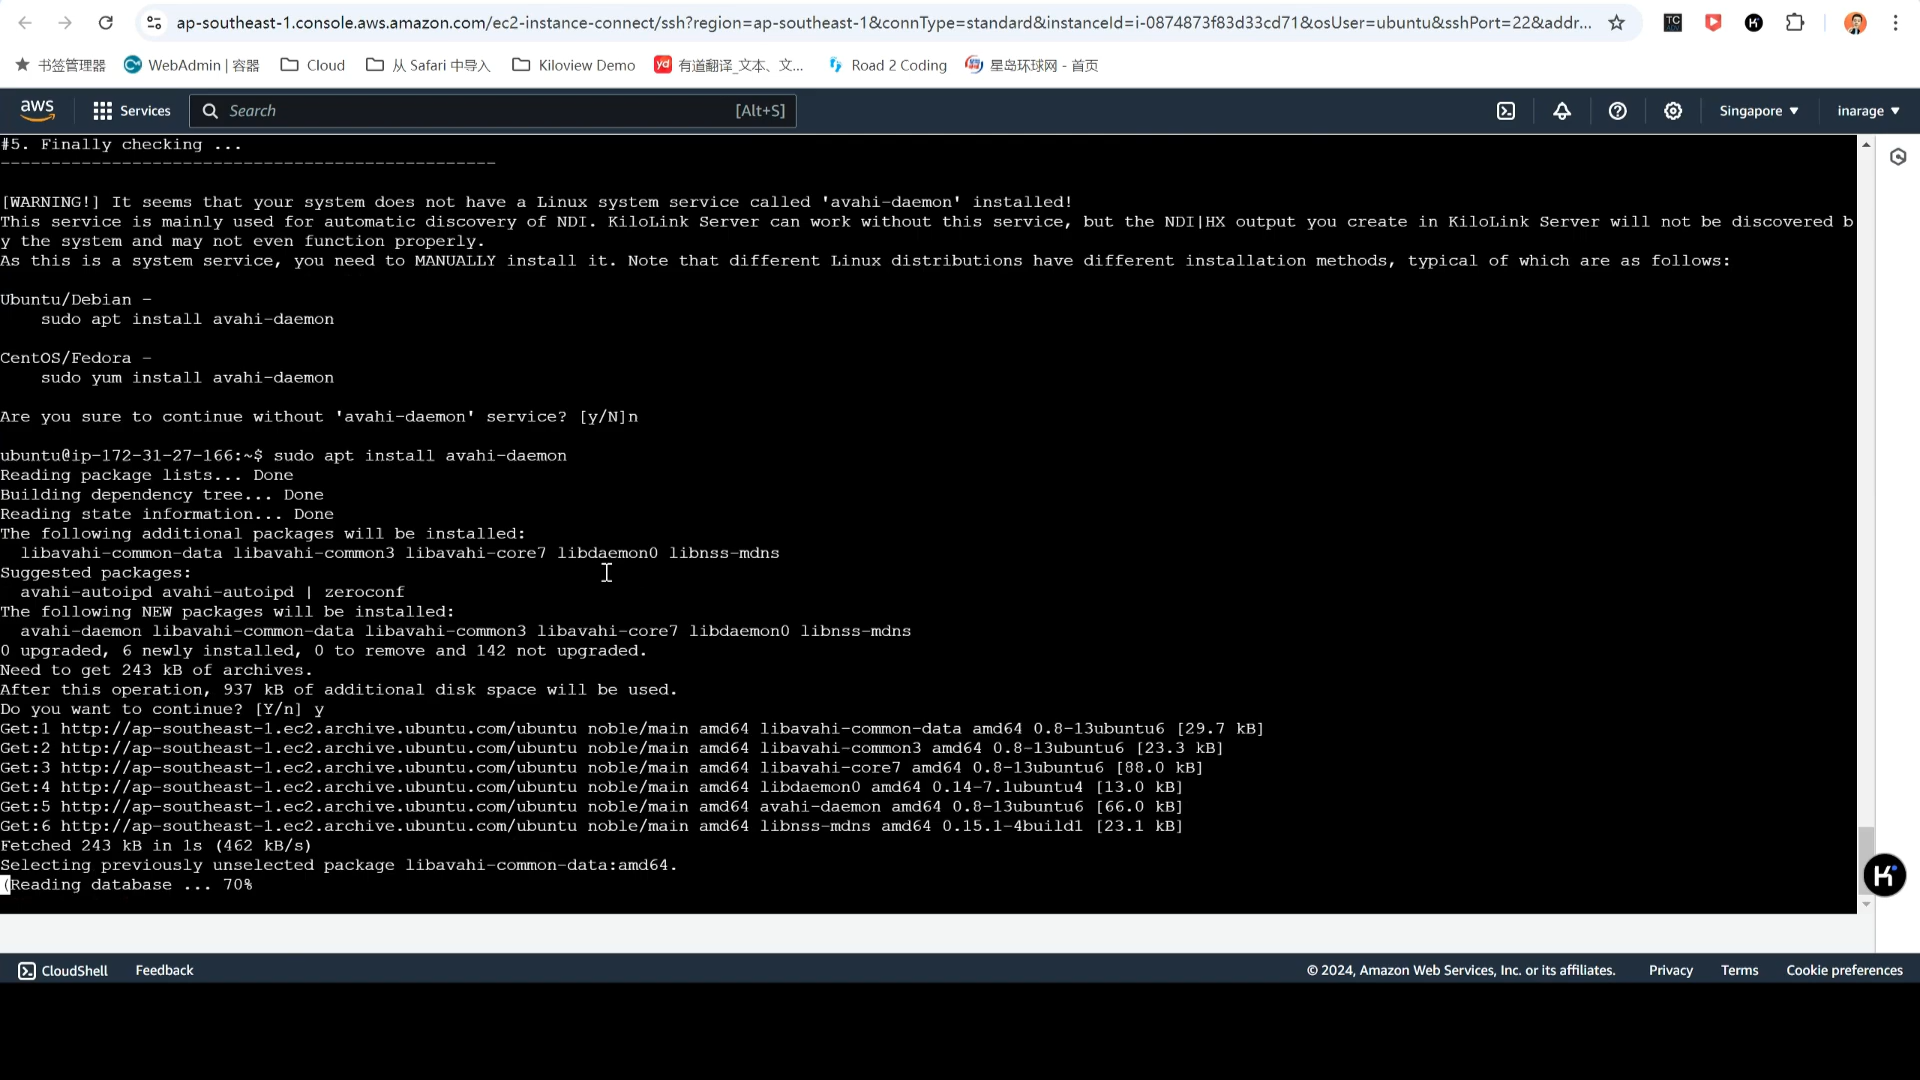 ap-southeast-1.console.aws.amazon.com/ec2-instance-connect/ssh?region=ap-southeast-1&connType=standard&instanceId=i-0874873f83d33cd71&osUser=ubuntu&sshPort=22&addr...
TC
书签管理器 WebAdmin | 容器 Cloud 从 Safari 中导入 Kiloview Demo yd 有道翻译_文本、文... Road 2 Coding 星岛环球网 - 首页
aws Services Search [Alt+S] Singapore inarage
#5. Finally checking ...
-------------------------------------------------
[WARNING!] It seems that your system does not have a Linux system service called 'avahi-daemon' installed!
This service is mainly used for automatic discovery of NDI. KiloLink Server can work without this service, but the NDI|HX output you create in KiloLink Server will not be discovered b
y the system and may not even function properly.
As this is a system service, you need to MANUALLY install it. Note that different Linux distributions have different installation methods, typical of which are as follows:
Ubuntu/Debian -
sudo apt install avahi-daemon
CentOS/Fedora -
sudo yum install avahi-daemon
Are you sure to continue without 'avahi-daemon' service? [y/N]n
ubuntu@ip-172-31-27-166:~$ sudo apt install avahi-daemon
Reading package lists... Done
Building dependency tree... Done
Reading state information... Done
The following additional packages will be installed:
libavahi-common-data libavahi-common3 libavahi-core7 libdaemon0 libnss-mdns
Suggested packages:
avahi-autoipd avahi-autoipd | zeroconf
The following NEW packages will be installed:
avahi-daemon libavahi-common-data libavahi-common3 libavahi-core7 libdaemon0 libnss-mdns
0 upgraded, 6 newly installed, 0 to remove and 142 not upgraded.
Need to get 243 kB of archives.
After this operation, 937 kB of additional disk space will be used.
Do you want to continue? [Y/n] y
Get:1 http://ap-southeast-1.ec2.archive.ubuntu.com/ubuntu noble/main amd64 libavahi-common-data amd64 0.8-13ubuntu6 [29.7 kB]
Get:2 http://ap-southeast-1.ec2.archive.ubuntu.com/ubuntu noble/main amd64 libavahi-common3 amd64 0.8-13ubuntu6 [23.3 kB]
Get:3 http://ap-southeast-1.ec2.archive.ubuntu.com/ubuntu noble/main amd64 libavahi-core7 amd64 0.8-13ubuntu6 [88.0 kB]
Get:4 http://ap-southeast-1.ec2.archive.ubuntu.com/ubuntu noble/main amd64 libdaemon0 amd64 0.14-7.1ubuntu4 [13.0 kB]
Get:5 http://ap-southeast-1.ec2.archive.ubuntu.com/ubuntu noble/main amd64 avahi-daemon amd64 0.8-13ubuntu6 [66.0 kB]
Get:6 http://ap-southeast-1.ec2.archive.ubuntu.com/ubuntu noble/main amd64 libnss-mdns amd64 0.15.1-4build1 [23.1 kB]
Fetched 243 kB in 1s (462 kB/s)
Selecting previously unselected package libavahi-common-data:amd64.
(Reading database ... 70%
CloudShell Feedback © 2024, Amazon Web Services, Inc. or its affiliates. Privacy Terms Cookie preferences